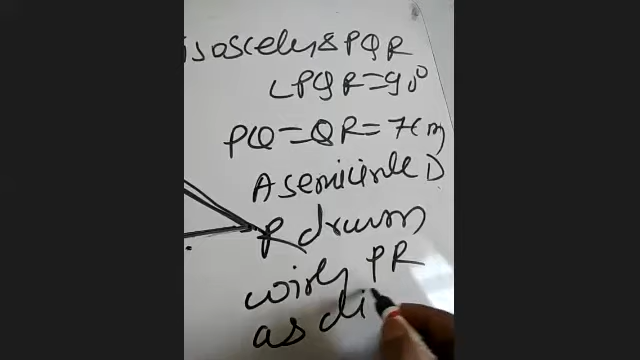 isosceles PQR
∠PQR=90°
PQ=QR=7cm
A semicircle D
R drawn
with PR
as di